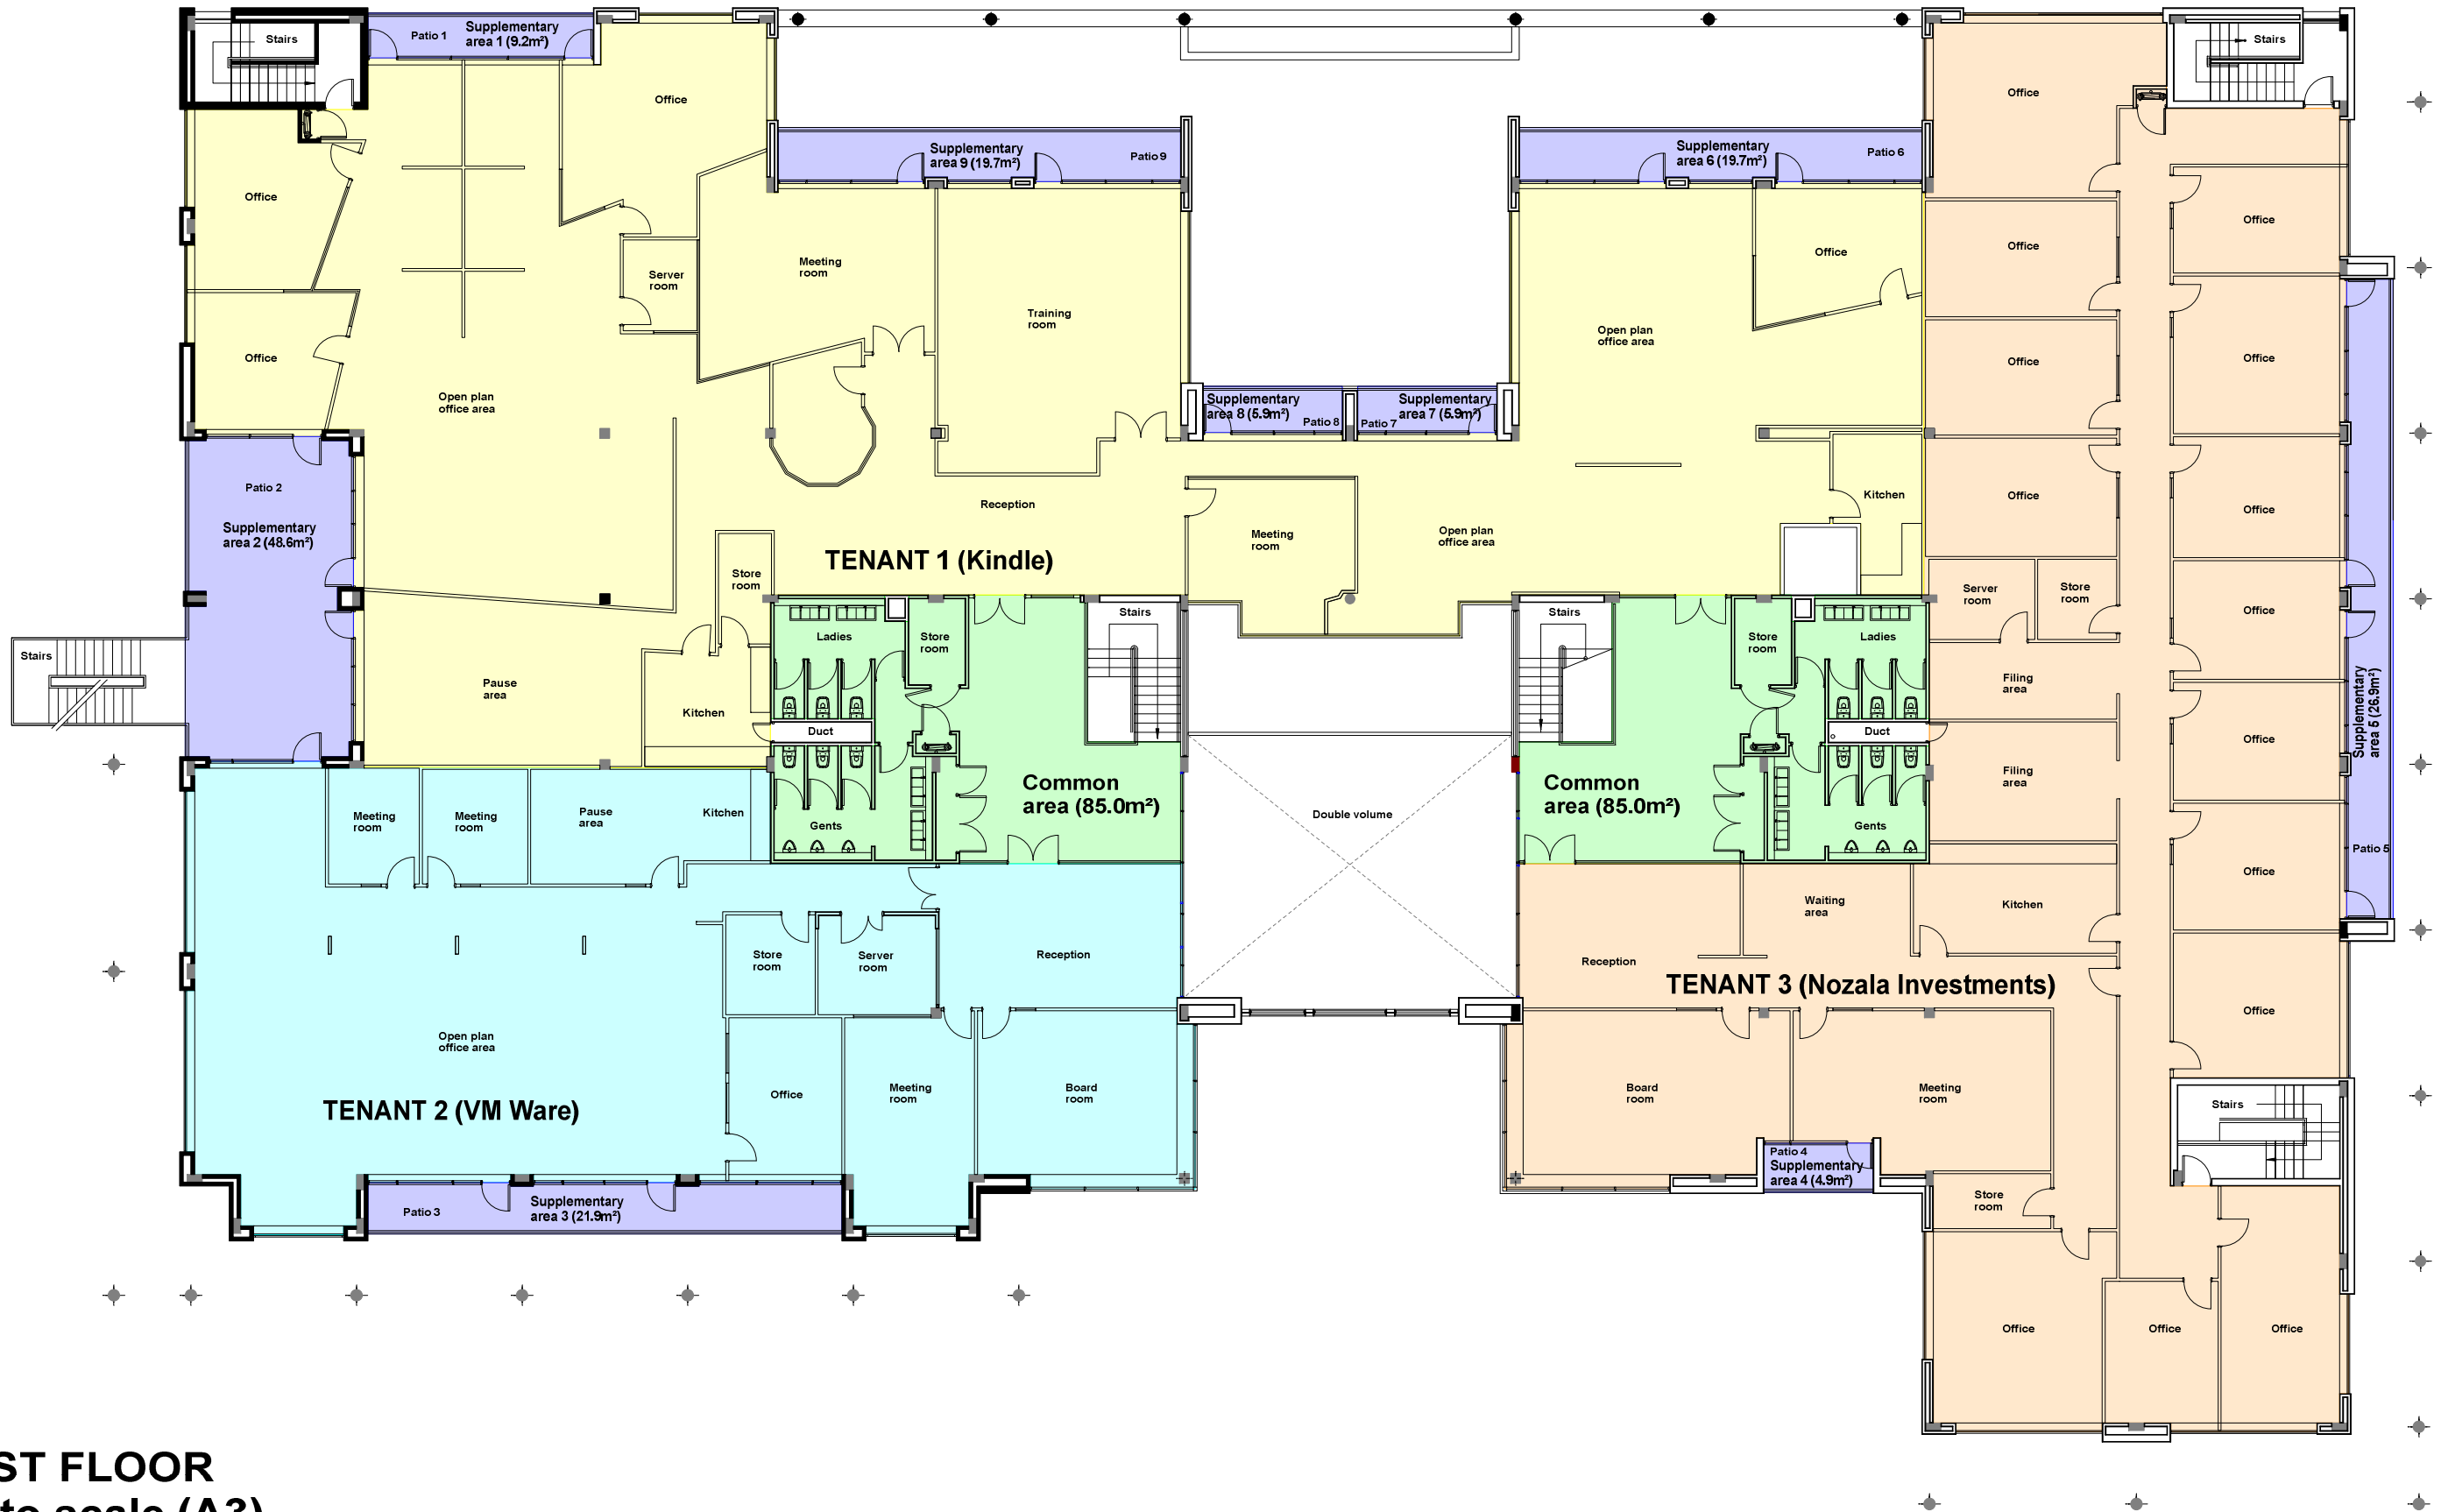 Stairs
Patio 1
Supplementary
area 1 (9.2m²)
Office
Office
Office
Server
room
Meeting
room
Supplementary
area 9 (19.7m²)
Patio 9
Training
room
Open plan
office area
Supplementary
area 8 (5.9m²)
Patio 8
Supplementary
area 7 (5.9m²)
Patio 7
Supplementary
area 6 (19.7m²)
Patio 6
Office
Open plan
office area
Kitchen
Patio 2
Supplementary
area 2 (48.6m²)
Reception
TENANT 1 (Kindle)
Store
room
Meeting
room
Open plan
office area
Stairs
Pause
area
Kitchen
Ladies
Store
room
Stairs
Duct
Gents
Common
area (85.0m²)
Double volume
Stairs
Store
room
Ladies
Duct
Gents
Common
area (85.0m²)
Meeting
room
Meeting
room
Pause
area
Kitchen
Store
room
Server
room
Reception
Open plan
office area
TENANT 2 (VM Ware)
Office
Meeting
room
Board
room
Patio 3
Supplementary
area 3 (21.9m²)
Stairs
Office
Office
Office
Office
Office
Office
Office
Office
Server
room
Store
room
Office
Filing
area
Filing
area
Office
Supplementary
area 5 (26.9m²)
Patio 5
Office
Waiting
area
Kitchen
Reception
TENANT 3 (Nozala Investments)
Office
Board
room
Meeting
room
Stairs
Patio 4
Supplementary
area 4 (4.9m²)
Store
room
Office
Office
Office
ST FLOOR
to scale (A3)